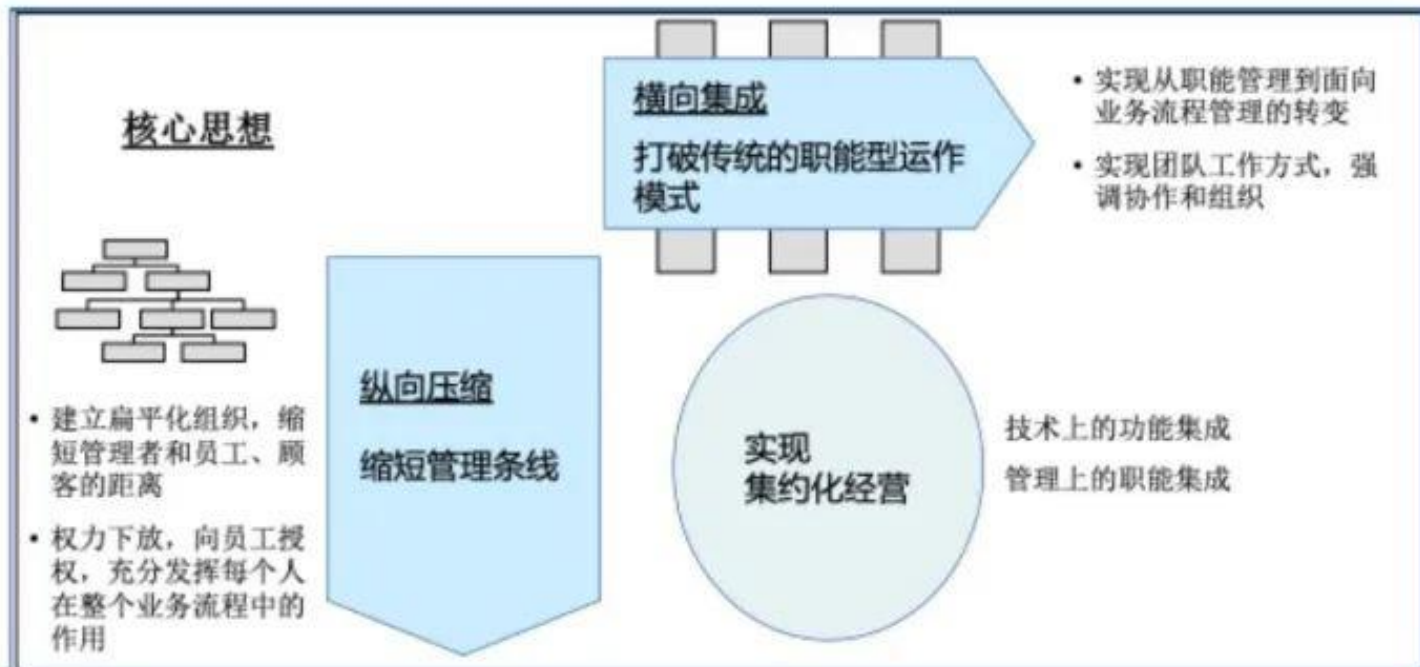 核心思想
横向集成
打破传统的职能型运作
模式
• 实现从职能管理到面向
业务流程管理的转变
• 实现团队工作方式，强
调协作和组织
• 建立扁平化组织，缩
短管理者和员工、顾
客的距离
• 权力下放，向员工授
权，充分发挥每个人
在整个业务流程中的
作用
纵向压缩
缩短管理条线
实现
集约化经营
技术上的功能集成
管理上的职能集成